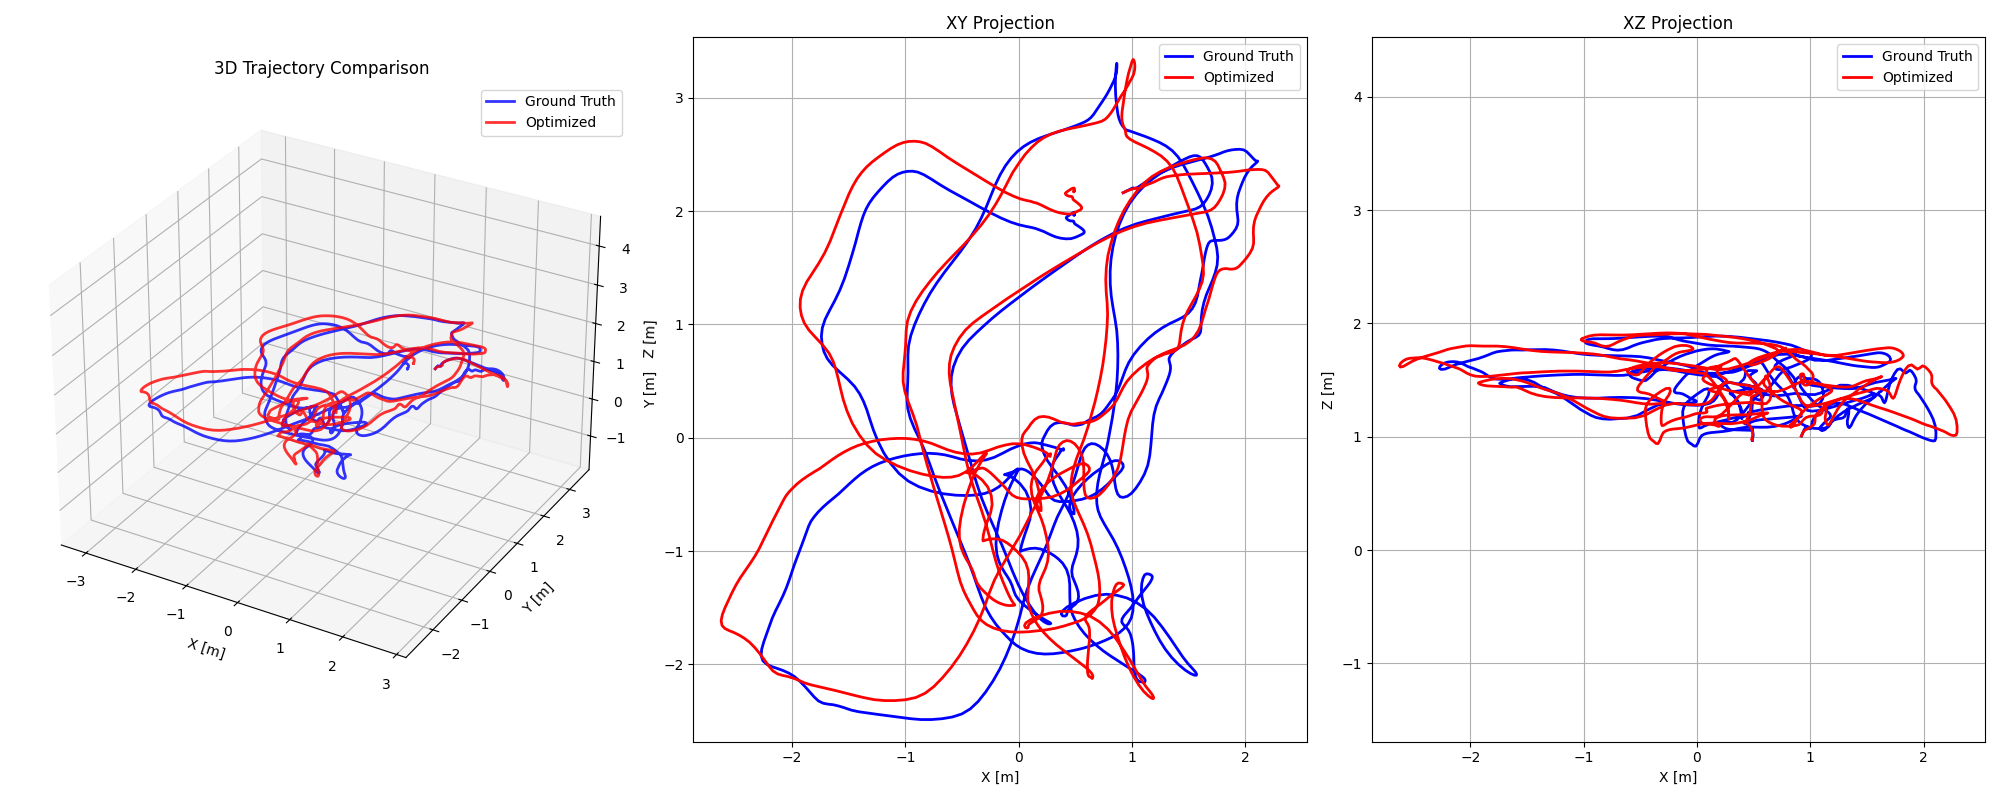 3D Trajectory Comparison
Ground Truth
Optimized
−3
−2
−1
0
1
2
3
X [m]
−2
−1
0
1
2
3
Y [m]
−1
0
1
2
3
4
Z [m]
XY Projection
Ground Truth
Optimized
3
2
1
0
−1
−2
Y [m]
−2
−1
0
1
2
X [m]
XZ Projection
Ground Truth
Optimized
4
3
2
1
0
−1
Z [m]
−2
−1
0
1
2
X [m]